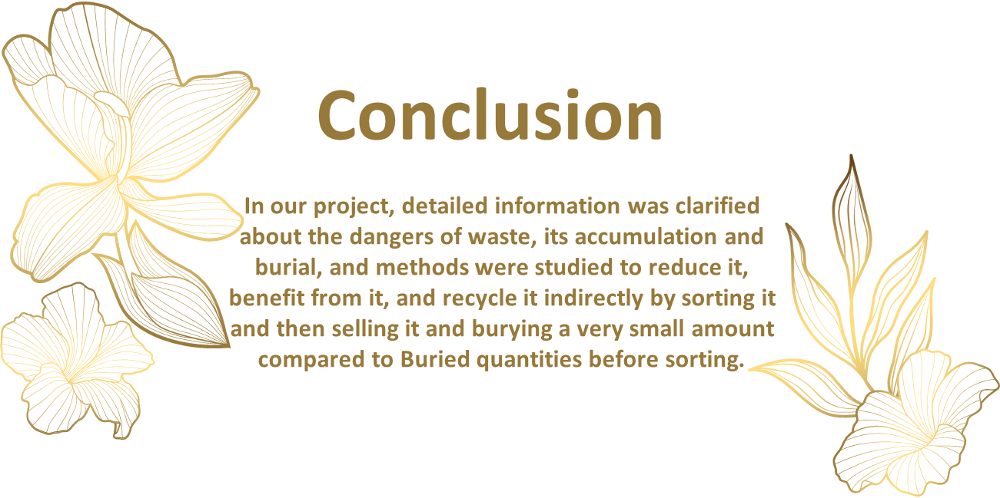 Conclusion
In our project, detailed information was clarified
about the dangers of waste, its accumulation and
burial, and methods were studied to reduce it,
benefit from it, and recycle it indirectly by sorting it
and then selling it and burying a very small amount
compared to Buried quantities before sorting.